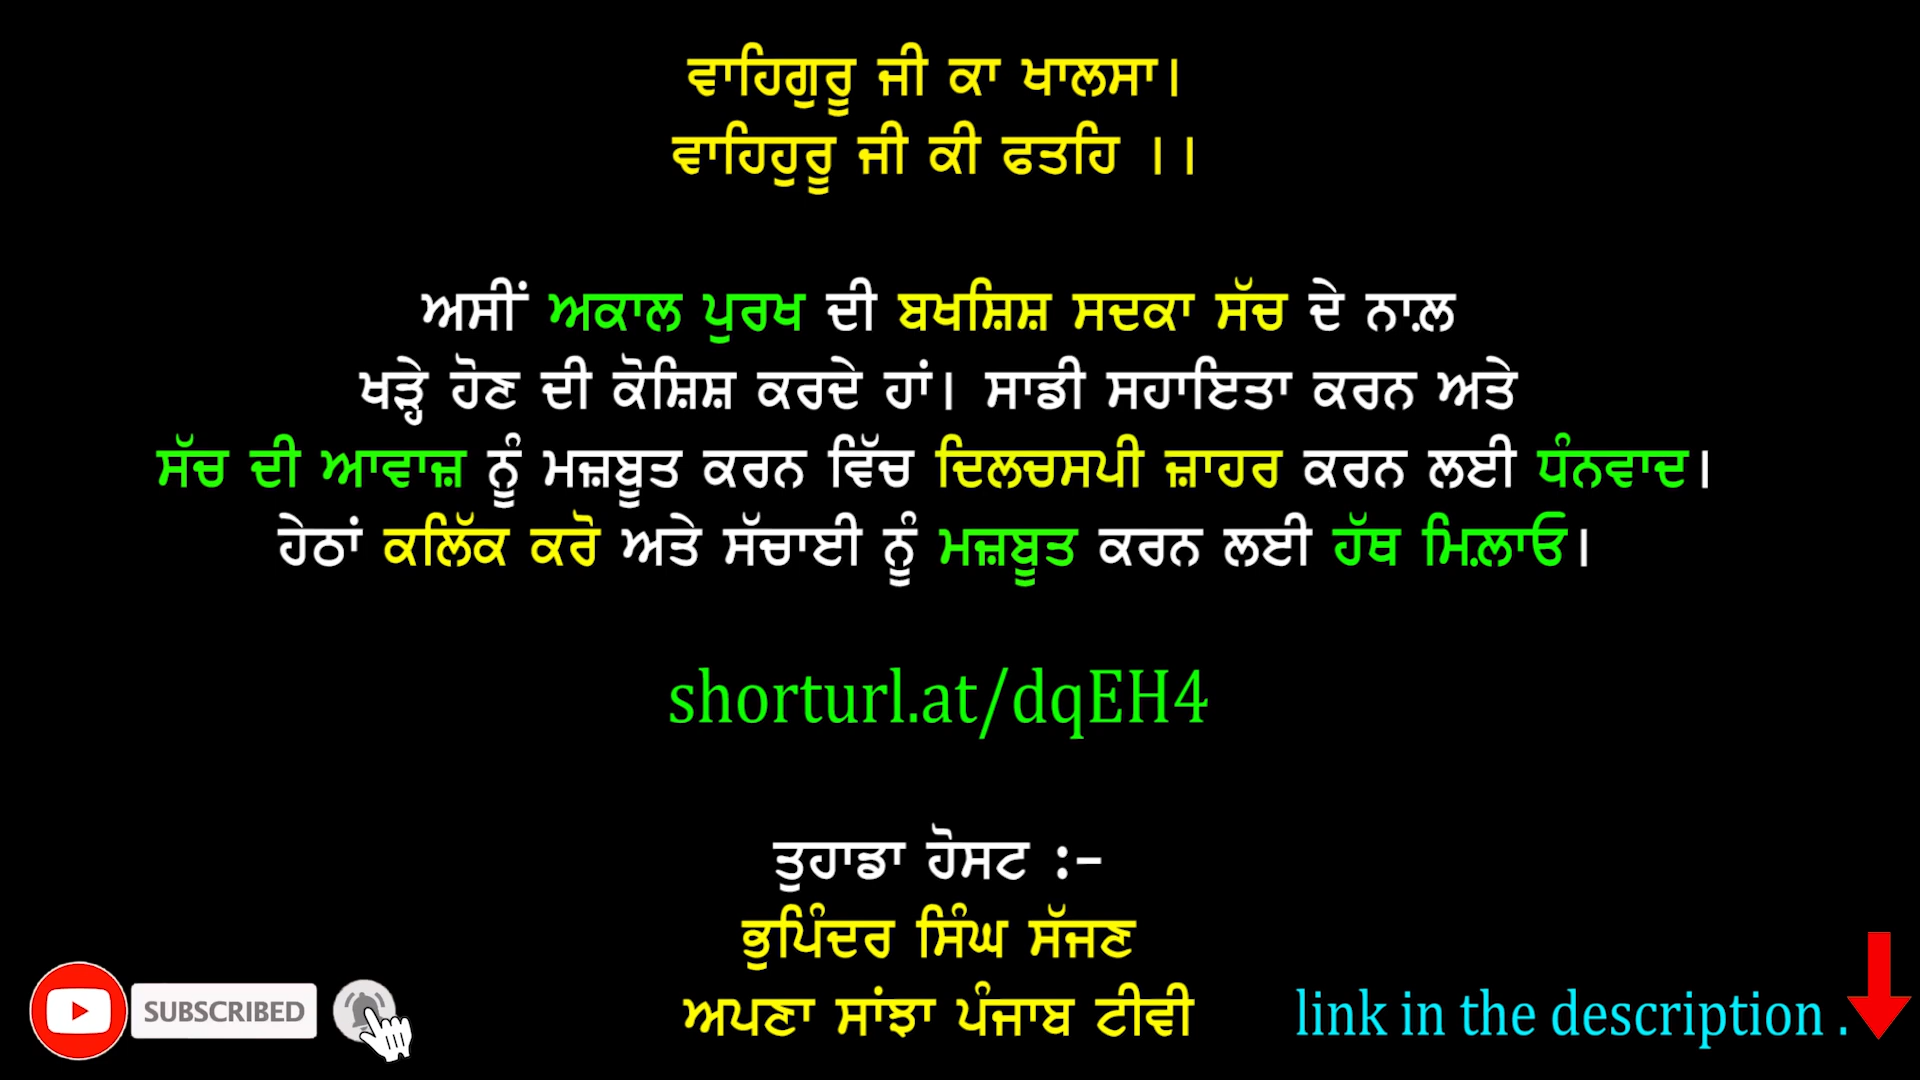 ਵਾਹਿਗੁਰੂ ਜੀ ਕਾ ਖਾਲਸਾ।
ਵਾਹਿਹੁਰੂ ਜੀ ਕੀ ਫਤਹਿ ।।
ਅਸੀਂ ਅਕਾਲ ਪੁਰਖ ਦੀ ਬਖਸ਼ਿਸ਼ ਸਦਕਾ ਸੱਚ ਦੇ ਨਾਲ਼
ਖੜ੍ਹੇ ਹੋਣ ਦੀ ਕੋਸ਼ਿਸ਼ ਕਰਦੇ ਹਾਂ। ਸਾਡੀ ਸਹਾਇਤਾ ਕਰਨ ਅਤੇ
ਸੱਚ ਦੀ ਆਵਾਜ਼ ਨੂੰ ਮਜ਼ਬੂਤ ਕਰਨ ਵਿੱਚ ਦਿਲਚਸਪੀ ਜ਼ਾਹਰ ਕਰਨ ਲਈ ਧੰਨਵਾਦ।
ਹੇਠਾਂ ਕਲਿੱਕ ਕਰੋ ਅਤੇ ਸੱਚਾਈ ਨੂੰ ਮਜ਼ਬੂਤ ਕਰਨ ਲਈ ਹੱਥ ਮਿਲ਼ਾਓ।
shorturl.at/dqEH4
ਤੁਹਾਡਾ ਹੋਸਟ :-
ਭੁਪਿੰਦਰ ਸਿੰਘ ਸੱਜਣ
ਅਪਣਾ ਸਾਂਝਾ ਪੰਜਾਬ ਟੀਵੀ
SUBSCRIBED
link in the description .